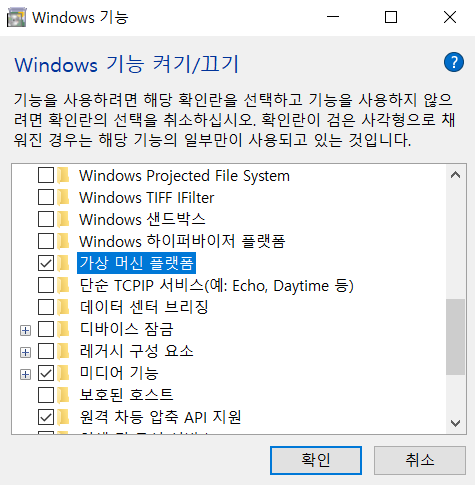 Windows 기능
Windows 기능 켜기/끄기
?
기능을 사용하려면 해당 확인란을 선택하고 기능을 사용하지 않으
려면 확인란의 선택을 취소하십시오. 확인란이 검은 사각형으로 채
워진 경우는 해당 기능의 일부만이 사용되고 있는 것입니다.
Windows Projected File System
Windows TIFF IFilter
Windows 샌드박스
Windows 하이퍼바이저 플랫폼
가상 머신 플랫폼
단순 TCPIP 서비스(예: Echo, Daytime 등)
데이터 센터 브리징
디바이스 잠금
레거시 구성 요소
미디어 기능
보호된 호스트
원격 차등 압축 API 지원
확인
취소